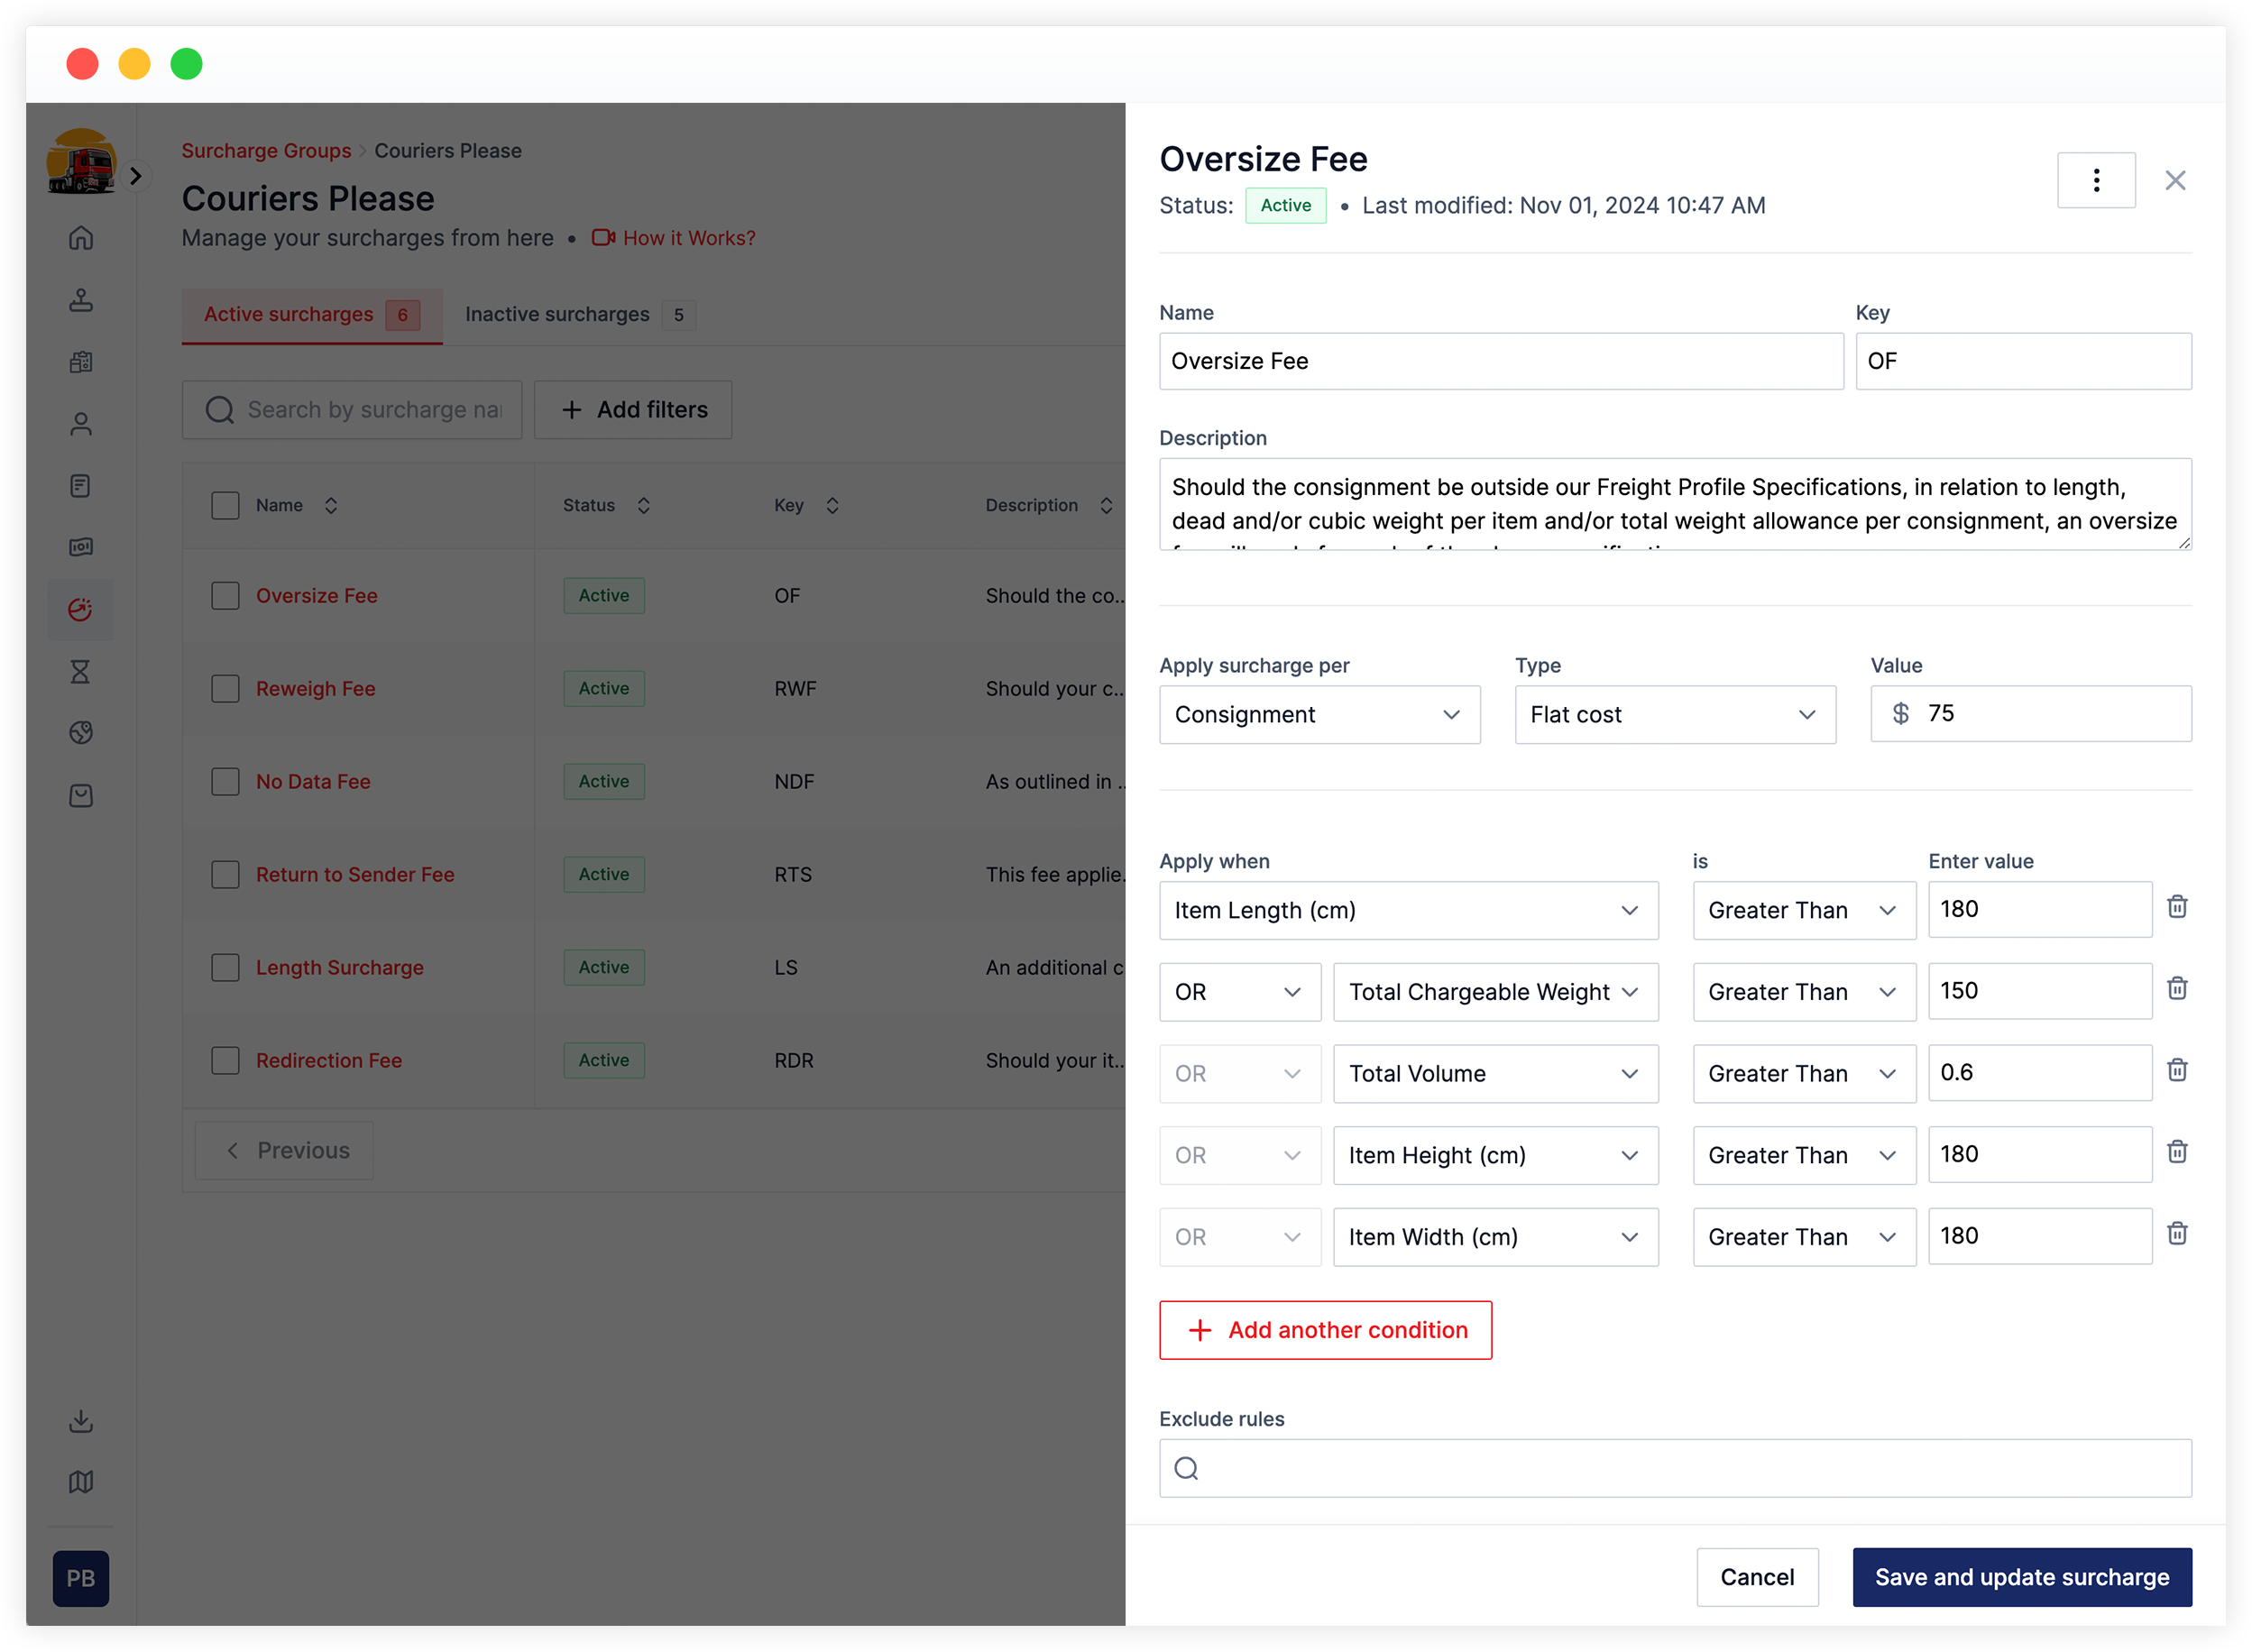 Surcharge Groups > Couriers Please
Couriers Please
Manage your surcharges from here • How it Works?
Active surcharges 6 Inactive surcharges 5
Search by surcharge na
+ Add filters
Name Status Key Description
Oversize Fee Active OF Should the co...
Reweigh Fee Active RWF Should your c...
No Data Fee Active NDF As outlined in ...
Return to Sender Fee Active RTS This fee applie...
Length Surcharge Active LS An additional c
Redirection Fee Active RDR Should your it...
< Previous
PB
Oversize Fee
Status: Active • Last modified: Nov 01, 2024 10:47 AM
Name Key
Oversize Fee OF
Description
Should the consignment be outside our Freight Profile Specifications, in relation to length,
dead and/or cubic weight per item and/or total weight allowance per consignment, an oversize
Apply surcharge per Type Value
Consignment Flat cost $ 75
Apply when is Enter value
Item Length (cm) Greater Than 180
OR Total Chargeable Weight Greater Than 150
OR Total Volume Greater Than 0.6
OR Item Height (cm) Greater Than 180
OR Item Width (cm) Greater Than 180
+ Add another condition
Exclude rules
Cancel Save and update surcharge